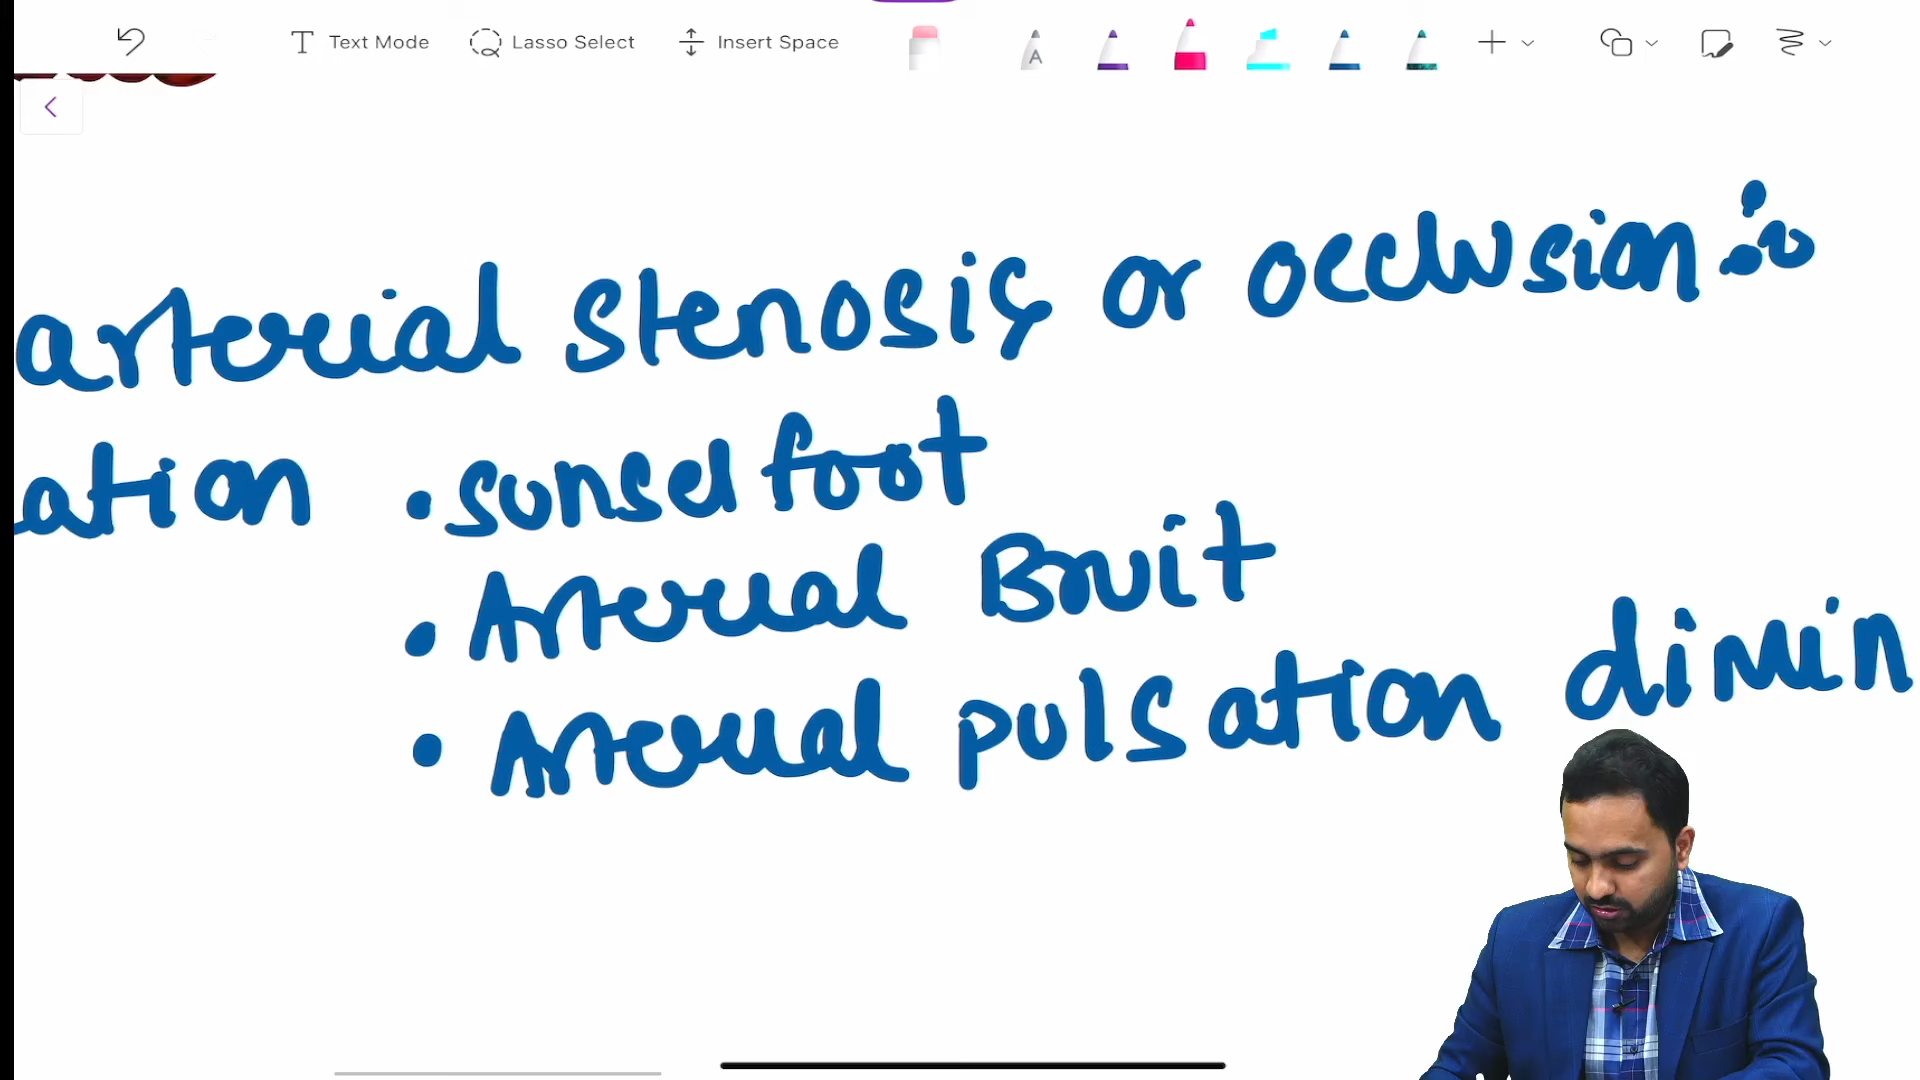 Text Mode Lasso Select Insert Space
A
arterial stenosis or occlusion:
ation • sunset foot
• Arterial Bruit
• Arterial pulsation dimin